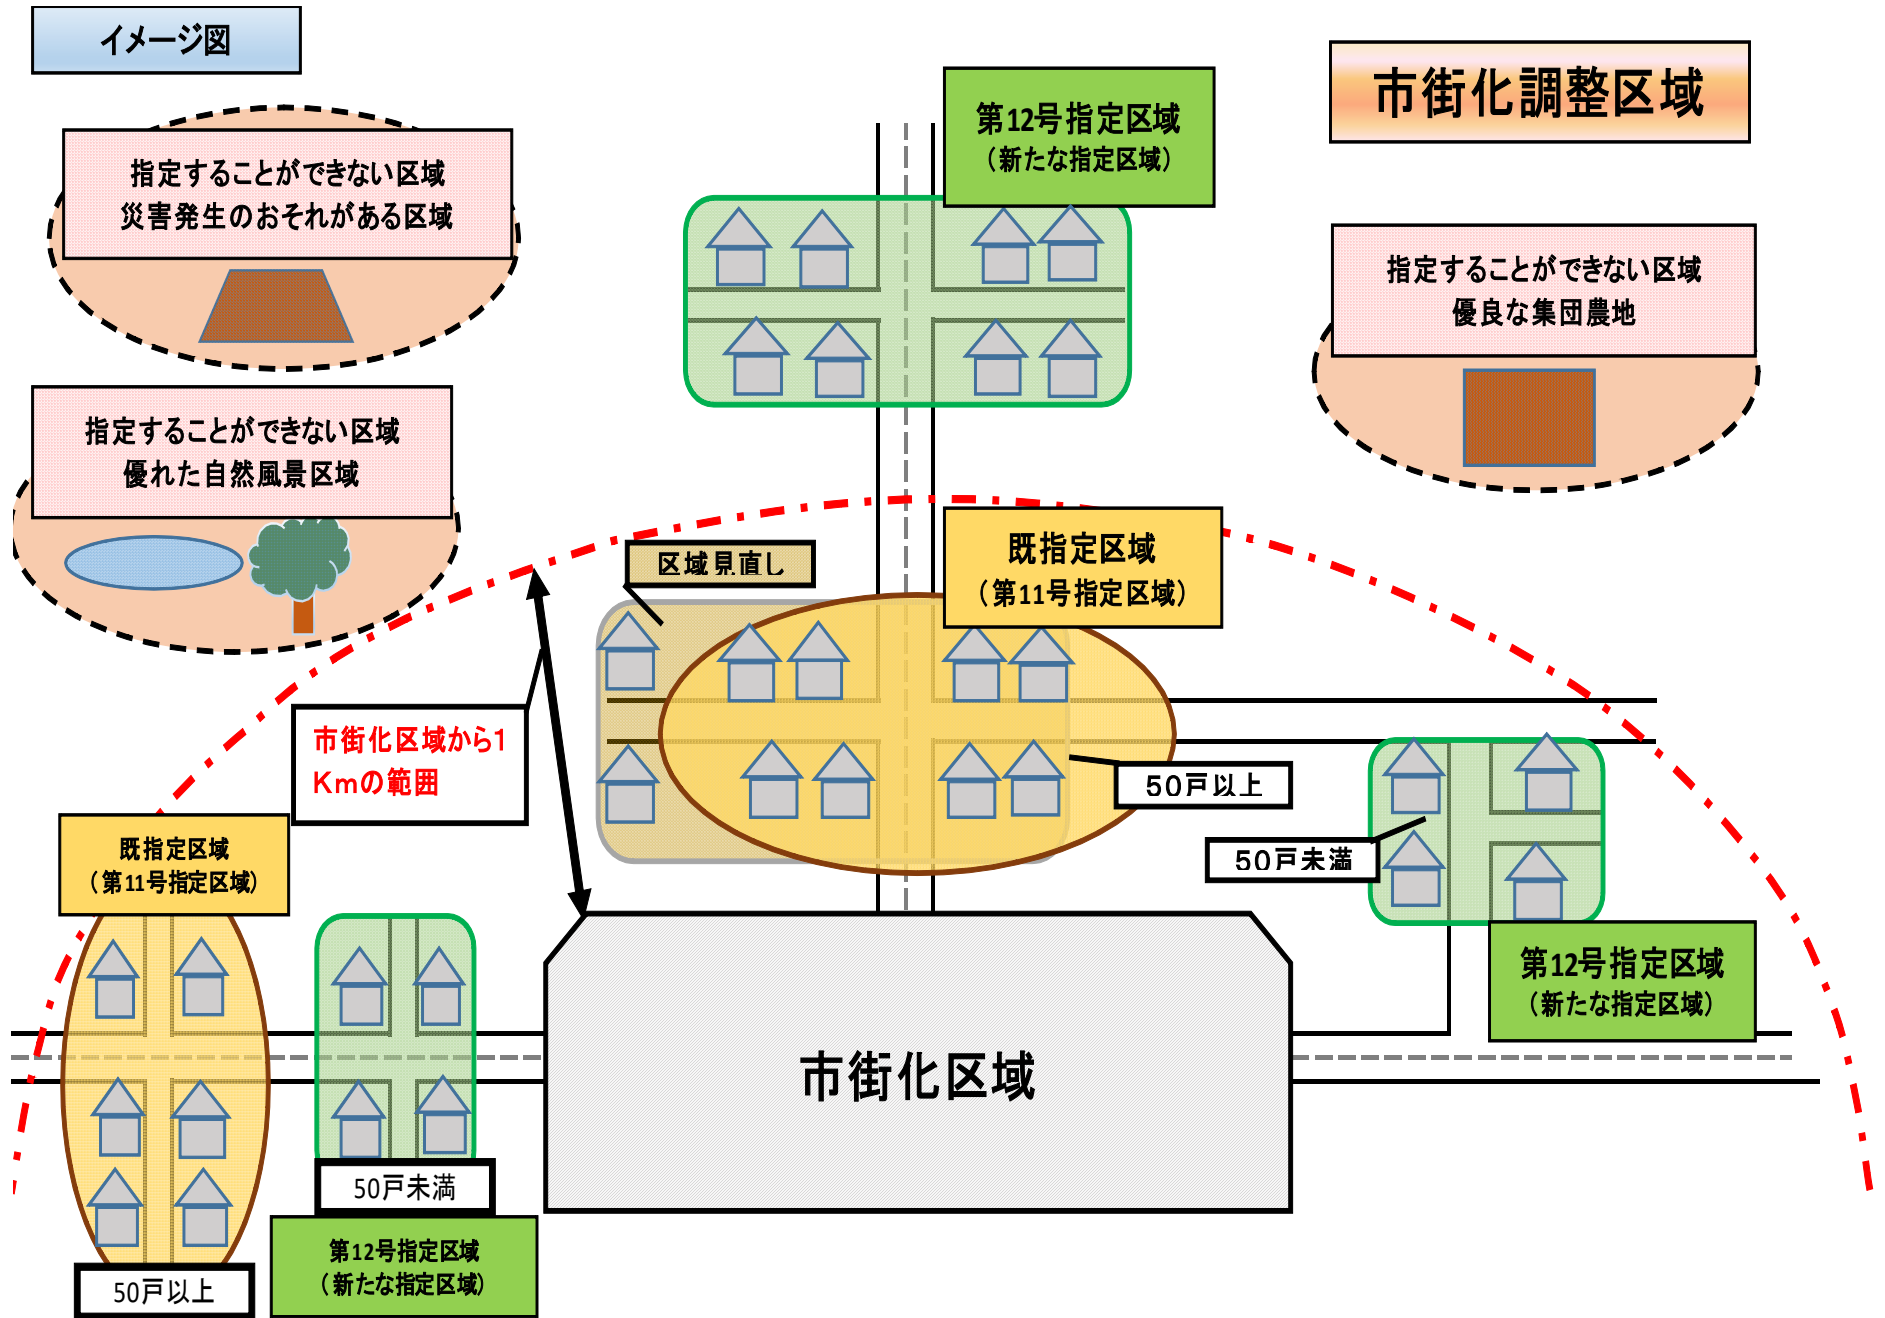 イメージ図
市街化調整区域
第12号指定区域
（新たな指定区域）
指定することができない区域
災害発生のおそれがある区域
指定することができない区域
優良な集団農地
指定することができない区域
優れた自然風景区域
既指定区域
（第11号指定区域）
区域見直し
市街化区域から1
Kmの範囲
50戸以上
50戸未満
既指定区域
（第11号指定区域）
第12号指定区域
（新たな指定区域）
市街化区域
50戸未満
第12号指定区域
（新たな指定区域）
50戸以上